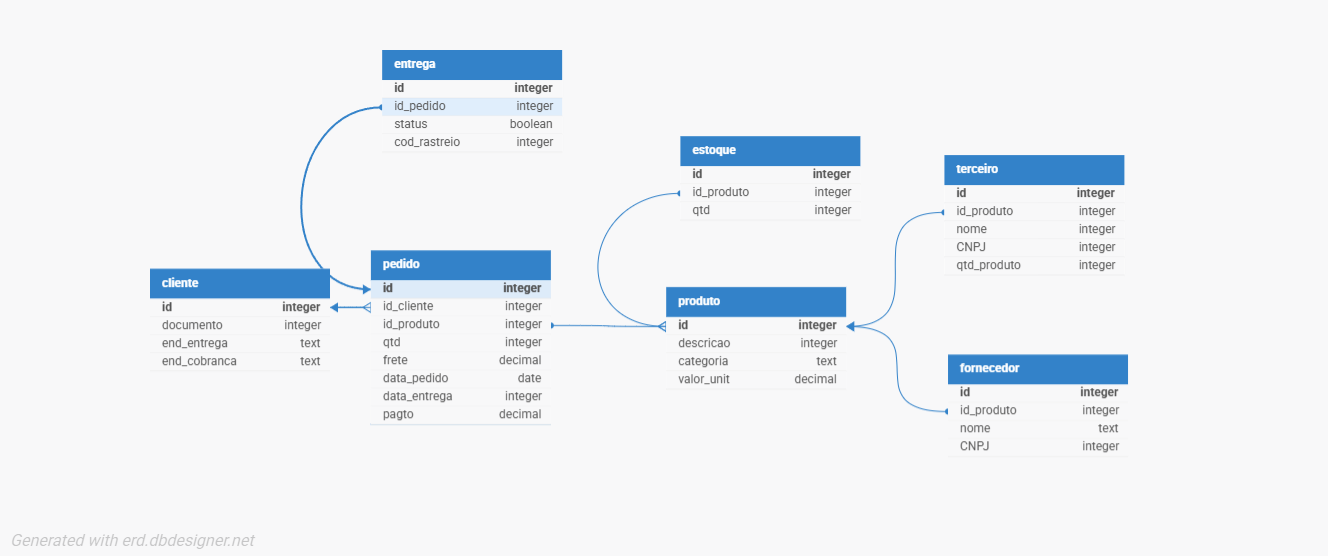 entrega
id integer
id_pedido integer
status boolean
cod_rastreio integer
estoque
id integer
id_produto integer
qtd integer
terceiro
id integer
id_produto integer
nome integer
CNPJ integer
qtd_produto integer
cliente
id integer
documento integer
end_entrega text
end_cobranca text
pedido
id integer
id_cliente integer
id_produto integer
qtd integer
frete decimal
data_pedido date
data_entrega integer
pagto decimal
produto
id integer
descricao integer
categoria text
valor_unit decimal
fornecedor
id integer
id_produto integer
nome text
CNPJ integer
Generated with erd.dbdesigner.net